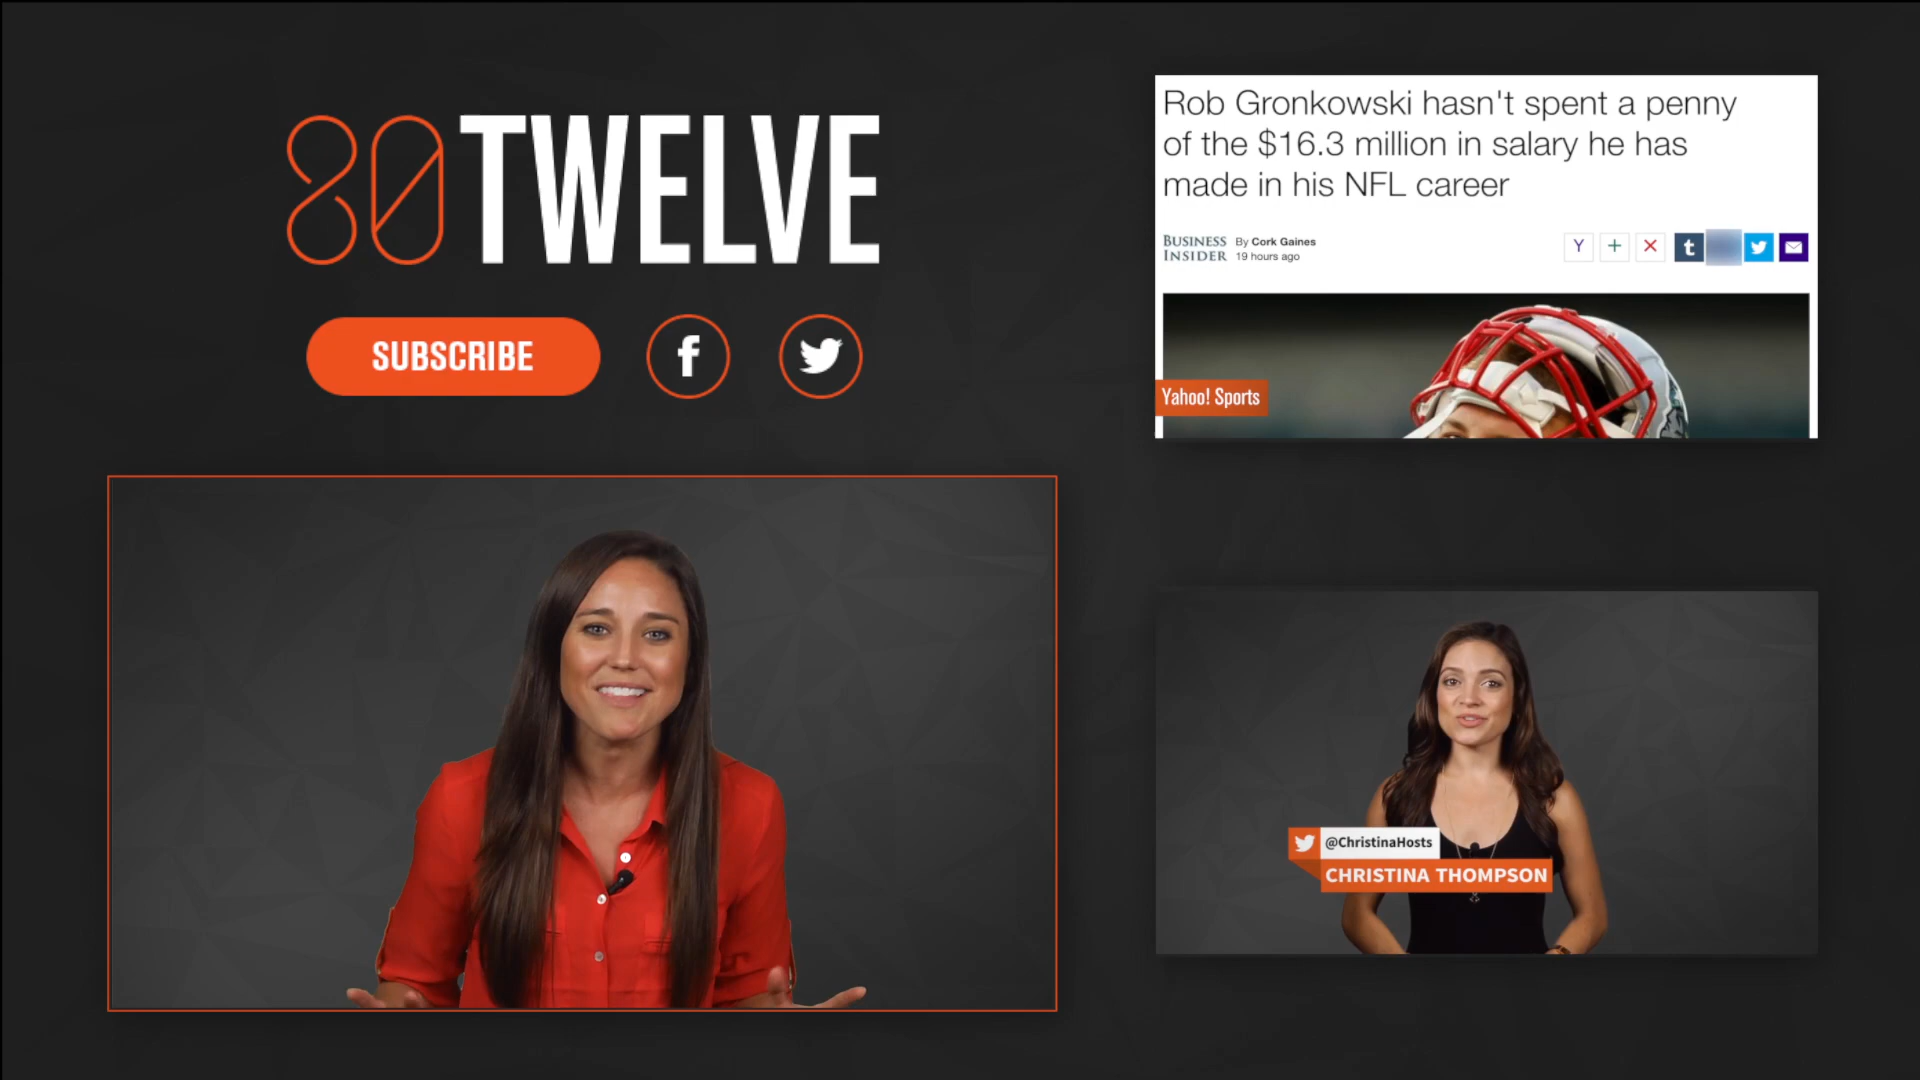 80TWELVE
SUBSCRIBE
f
Rob Gronkowski hasn't spent a penny
of the $16.3 million in salary he has
made in his NFL career
BUSINESS
INSIDER
By Cork Gaines
19 hours ago
Y + × t
Yahoo! Sports
@ChristinaHosts
CHRISTINA THOMPSON